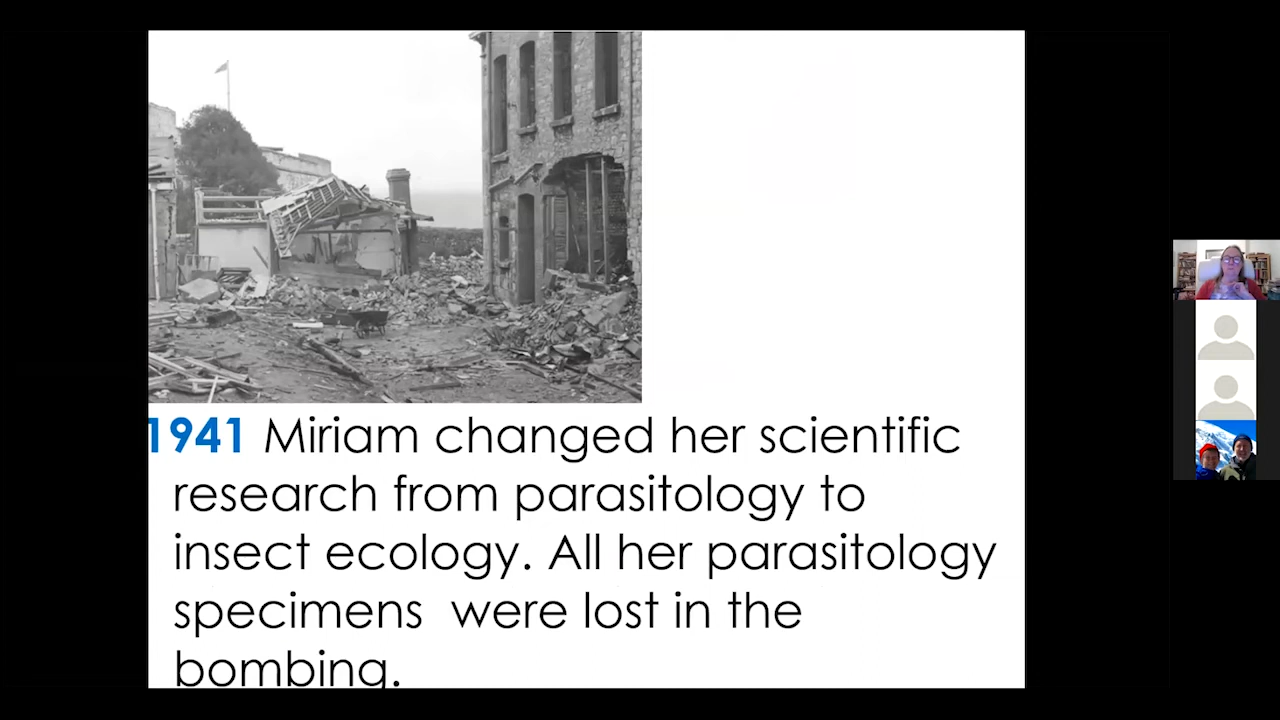 1941 Miriam changed her scientific
research from parasitology to
insect ecology. All her parasitology
specimens were lost in the
bombing.